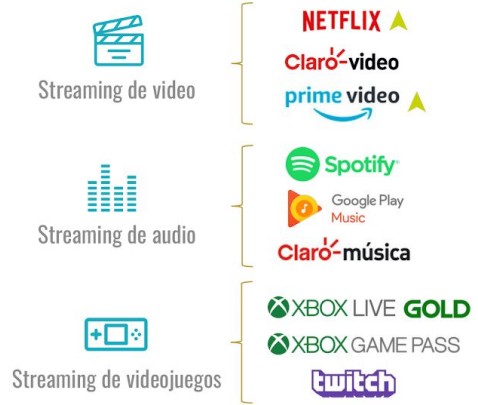 NETFLIX
Claro-video
Streaming de video
prime video
Spotify
Google Play
Music
Streaming de audio
Claro-música
XBOX LIVE GOLD
XBOX GAME PASS
Streaming de videojuegos
twitch